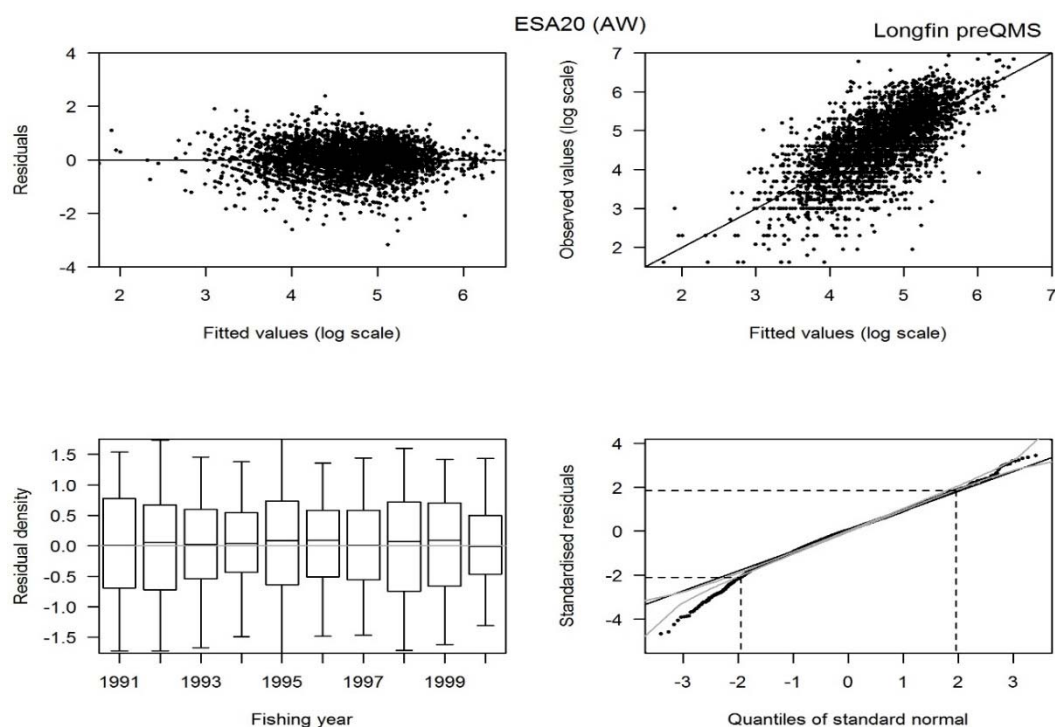 ESA20 (AW)
Longfin preQMS
4
2
0
-2
-4
Residuals
2 3 4 5 6
Fitted values (log scale)
7
6
5
4
3
2
Observed values (log scale)
2 3 4 5 6 7
Fitted values (log scale)
1.5
1.0
0.5
0.0
-0.5
-1.0
-1.5
Residual density
1991 1993 1995 1997 1999
Fishing year
4
2
0
-2
-4
Standardised residuals
-3 -2 -1 0 1 2 3
Quantiles of standard normal